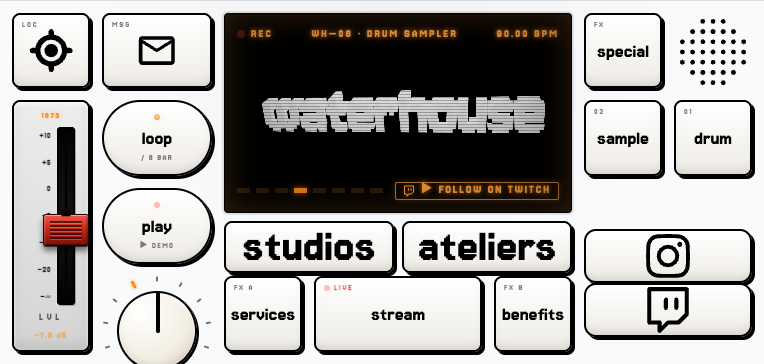 LOC
MSG
REC
WH-08 · DRUM SAMPLER
90.00 BPM
FX
special
1973
+10
+5
0
-20
-∞
LVL
-7.0 dB
loop
/ 8 BAR
play
▶ DEMO
waterhouse
▶ FOLLOW ON TWITCH
02
sample
01
drum
studios
ateliers
FX A
services
LIVE
stream
FX B
benefits